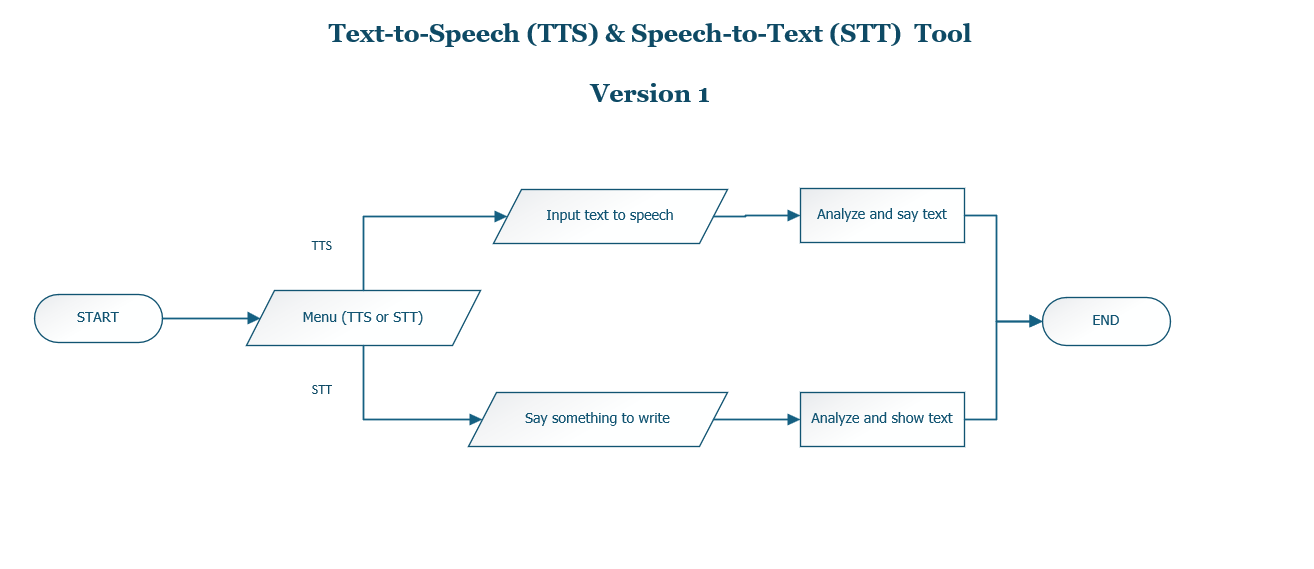 Text-to-Speech (TTS) & Speech-to-Text (STT) Tool
Version 1
TTS
Input text to speech
Analyze and say text
START
Menu (TTS or STT)
END
STT
Say something to write
Analyze and show text